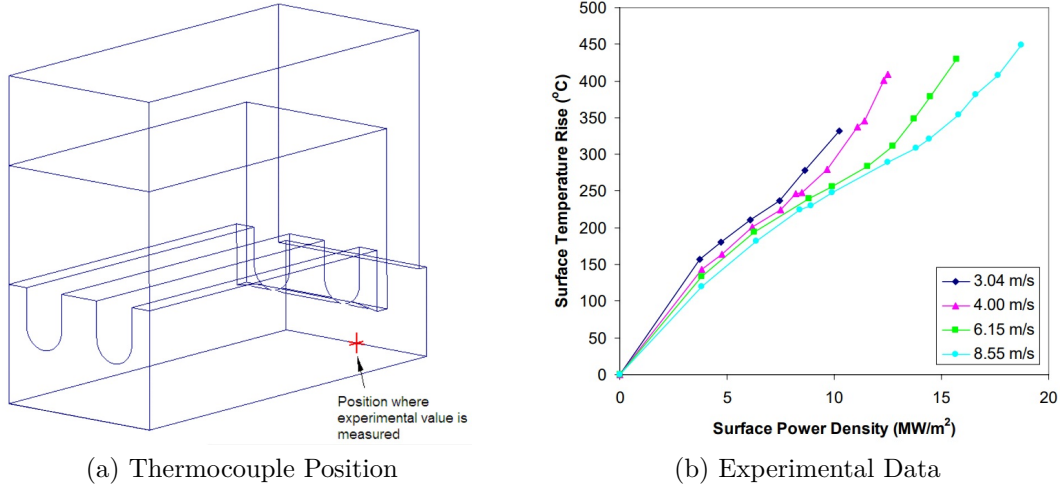 Position where
experimental value is
measured
(a) Thermocouple Position
500
450
400
350
300
250
200
150
100
50
0
Surface Temperature Rise (°C)
0 5 10 15 20
Surface Power Density (MW/m²)
3.04 m/s
4.00 m/s
6.15 m/s
8.55 m/s
(b) Experimental Data